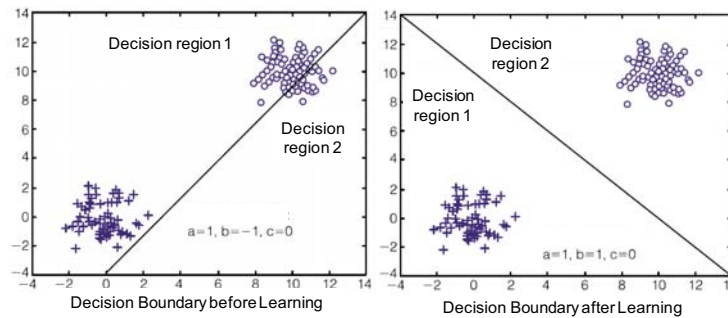 14
12
10
8
6
4
2
0
−2
−4
Decision region 1
Decision
region 2
a=1, b=−1, c=0
−4 −2 0 2 4 6 8 10 12 14
Decision Boundary before Learning
14
12
10
8
6
4
2
0
−2
−4
Decision
region 2
Decision
region 1
a=1, b=1, c=0
−4 −2 0 2 4 6 8 10 12 14
Decision Boundary after Learning